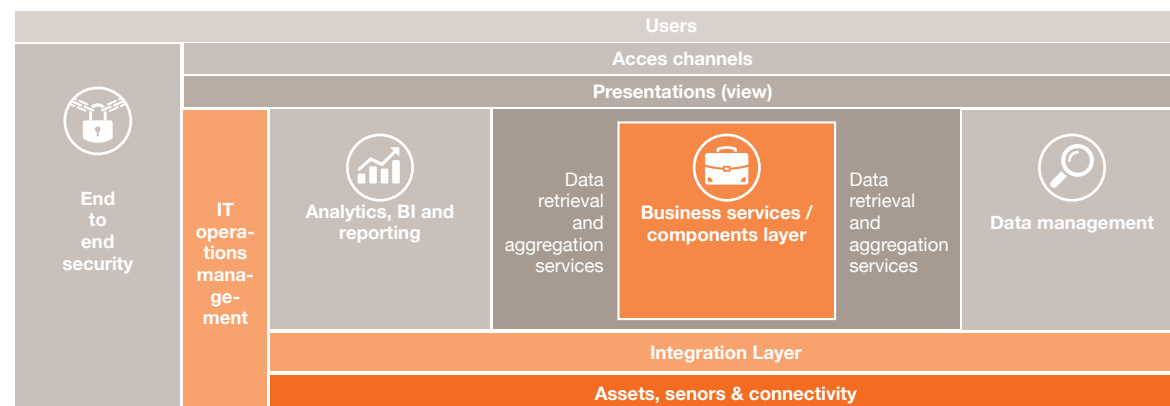 Users
Acces channels
Presentations (view)
End
to
end
security
IT
opera-
tions
mana-
ge-
ment
Analytics, BI and
reporting
Data
retrieval
and
aggregation
services
Business services /
components layer
Data
retrieval
and
aggregation
services
Data management
Integration Layer
Assets, senors & connectivity